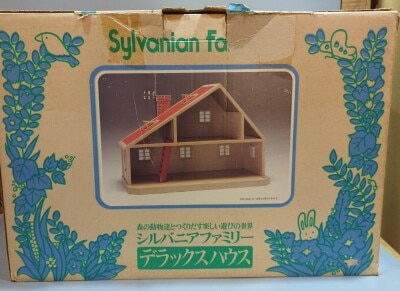 Sylvanian Fa
森の動物達とつくりだす楽しい遊びの世界
シルバニアファミリー
デラックスハウス